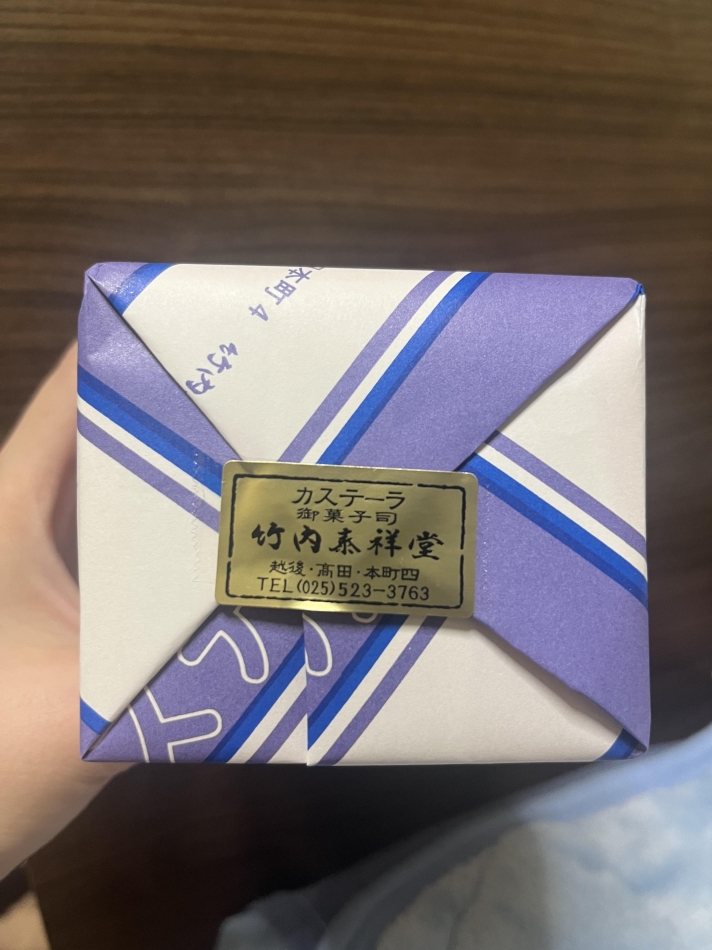 本町4
カステーラ
御菓子司
竹内泰祥堂
越後・高田・本町四
TEL(025)523-3763